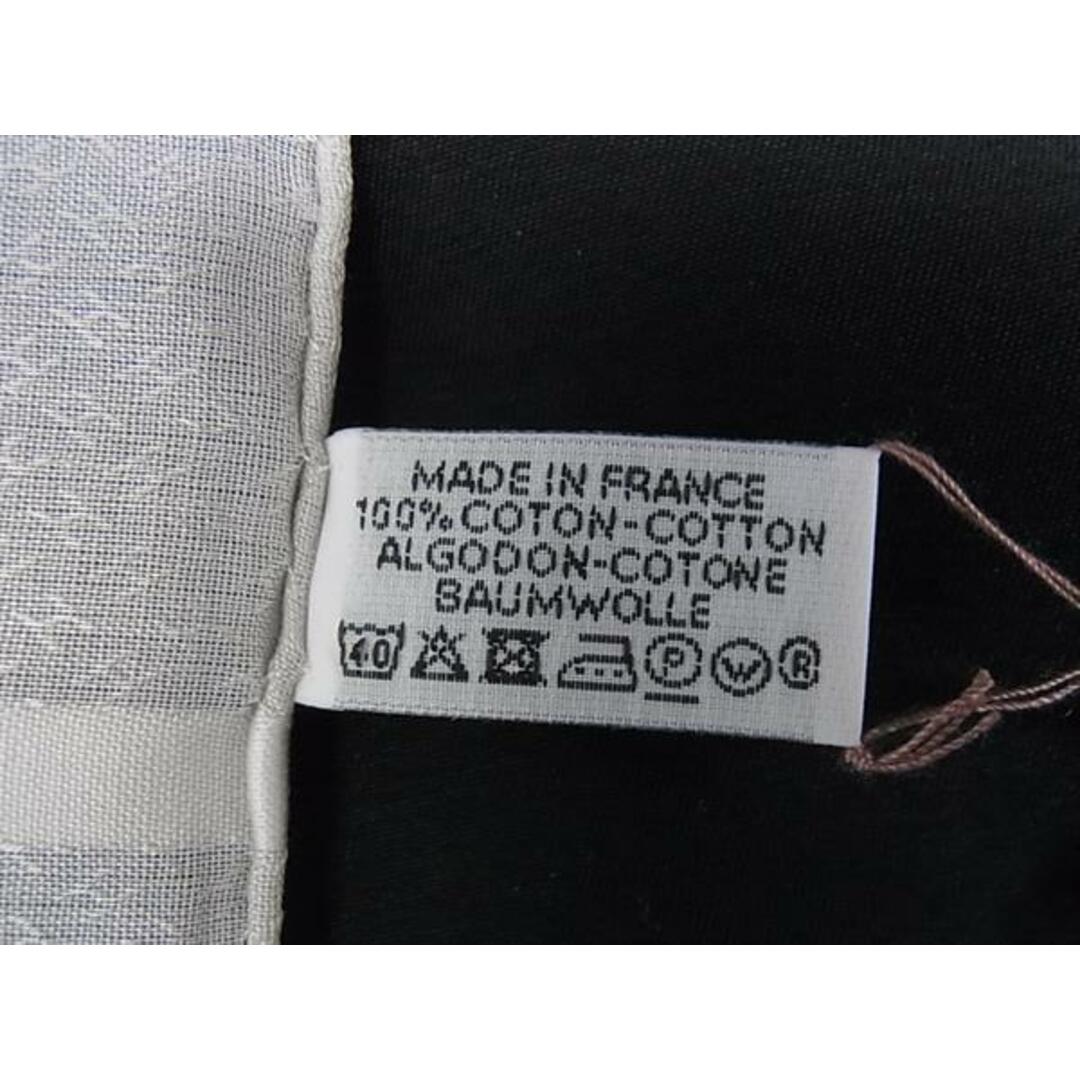 MADE IN FRANCE
100% COTON-COTTON
ALGODON-COTONE
BAUMWOLLE
40 P W R